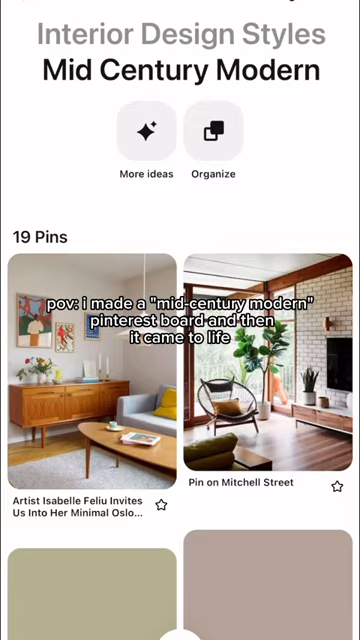 Interior Design Styles
Mid Century Modern
More ideas
Organize
19 Pins
pov: i made a "mid-century modern"
pinterest board and then
it came to life
Artist Isabelle Feliu Invites
Us Into Her Minimal Oslo...
Pin on Mitchell Street